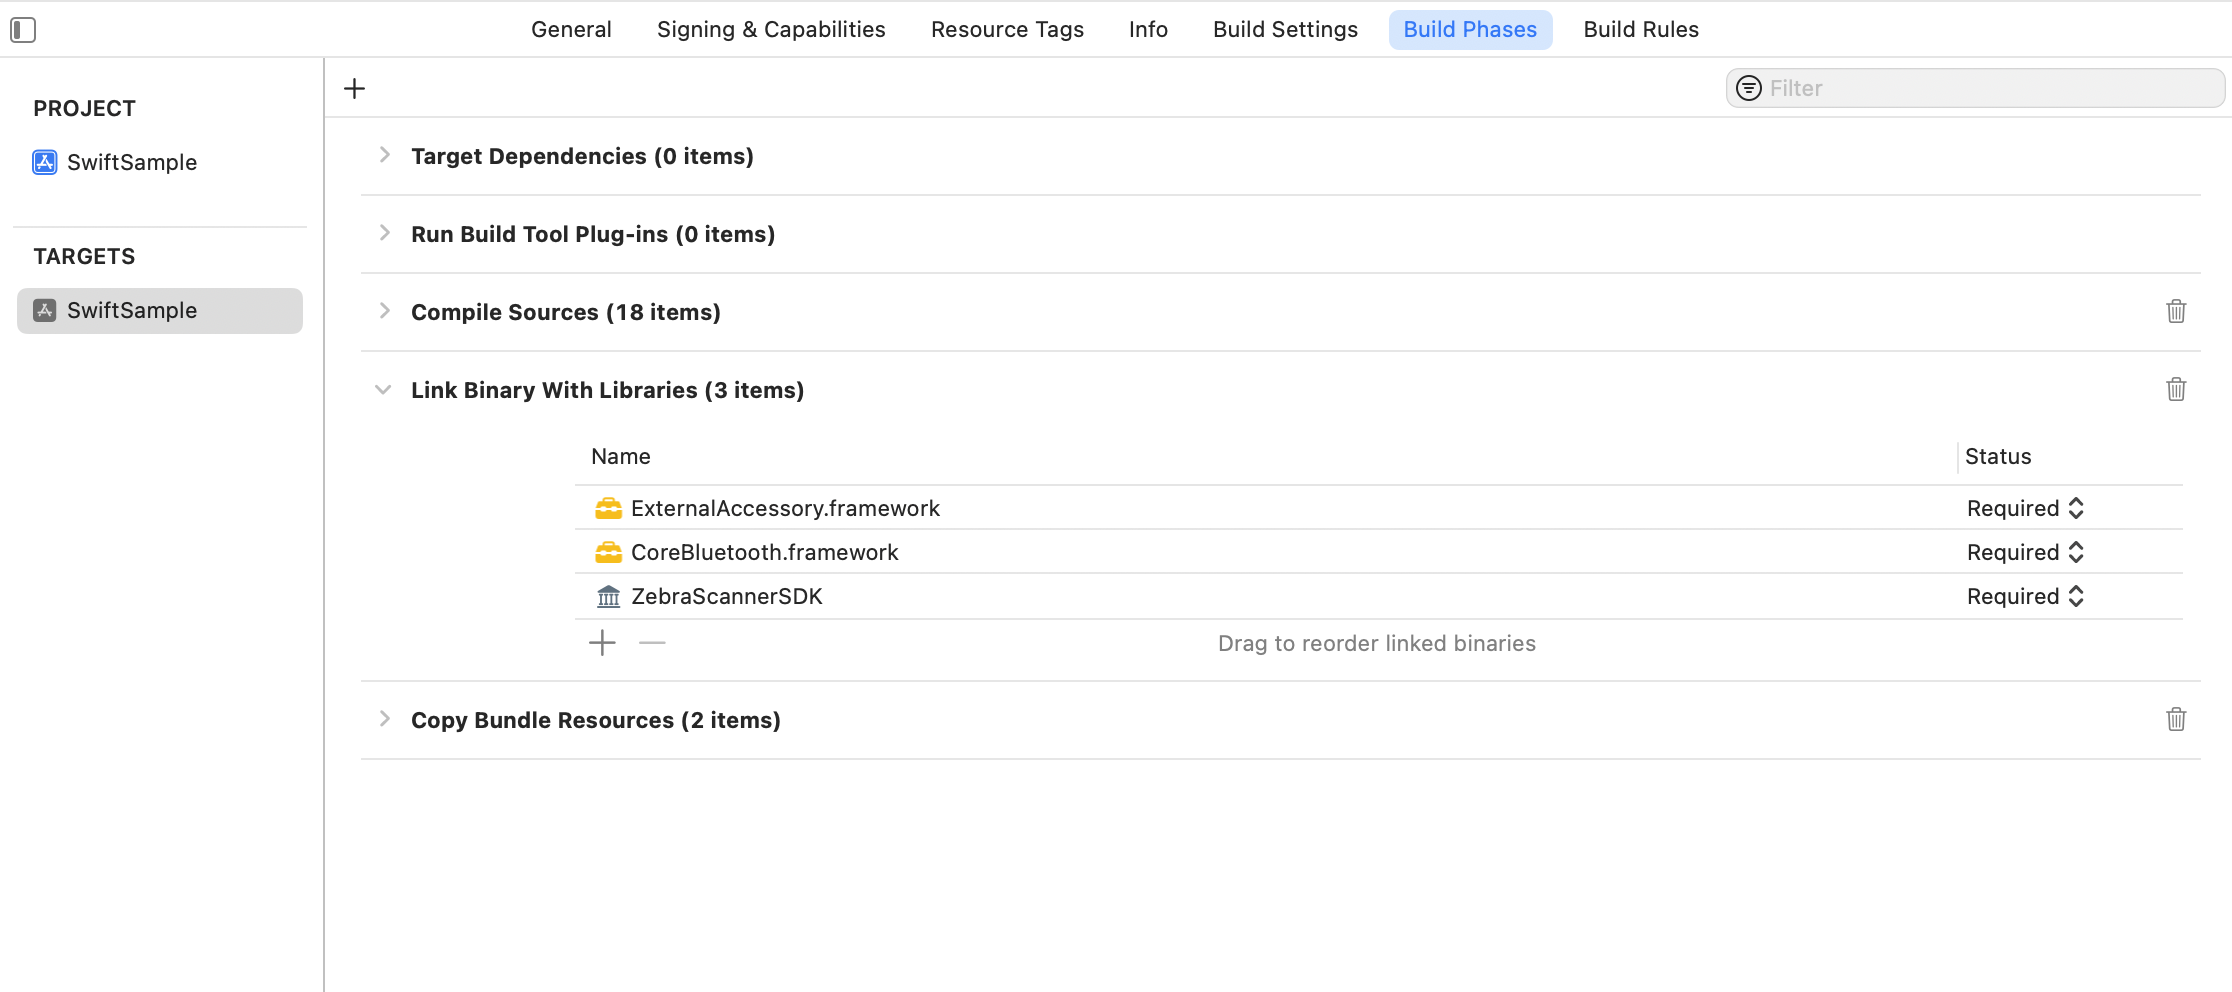 General Signing & Capabilities Resource Tags Info Build Settings Build Phases Build Rules
Filter
PROJECT
SwiftSample
TARGETS
SwiftSample
Target Dependencies (0 items)
Run Build Tool Plug-ins (0 items)
Compile Sources (18 items)
Link Binary With Libraries (3 items)
Name Status
ExternalAccessory.framework Required
CoreBluetooth.framework Required
ZebraScannerSDK Required
Drag to reorder linked binaries
Copy Bundle Resources (2 items)